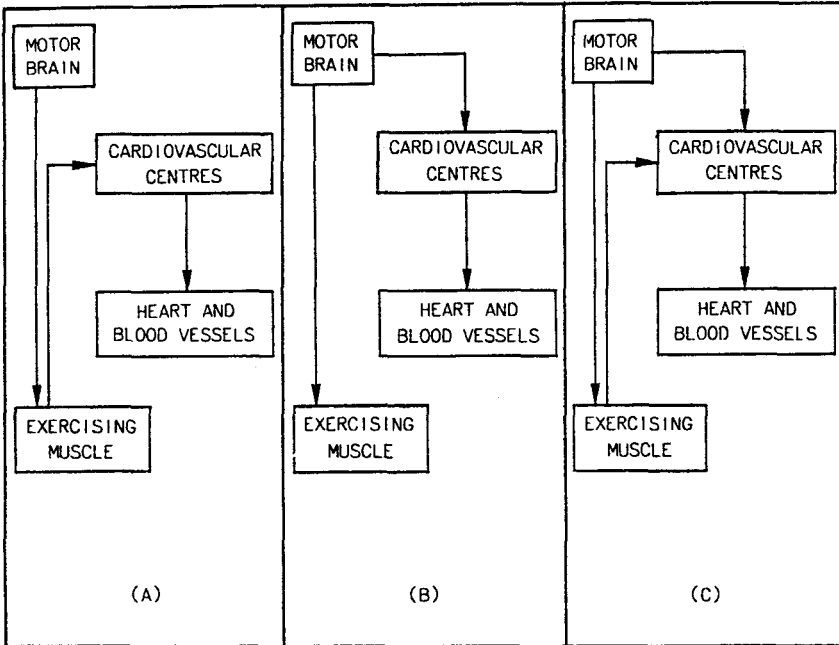 MOTOR
BRAIN
CARDIOVASCULAR
CENTRES
HEART AND
BLOOD VESSELS
EXERCISING
MUSCLE
(A)
MOTOR
BRAIN
CARDIOVASCULAR
CENTRES
HEART AND
BLOOD VESSELS
EXERCISING
MUSCLE
(B)
MOTOR
BRAIN
CARDIOVASCULAR
CENTRES
HEART AND
BLOOD VESSELS
EXERCISING
MUSCLE
(C)